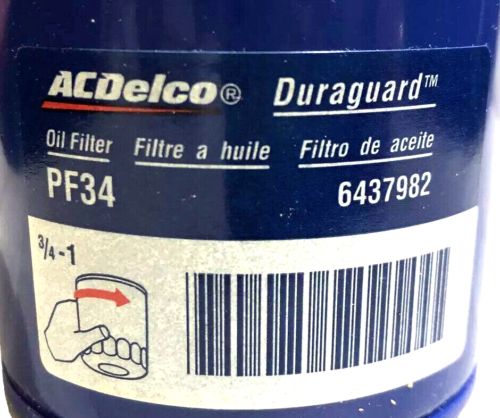 ACDelco® Duraguard™
Oil Filter Filtre a huile Filtro de aceite
PF34 6437982
3/4-1